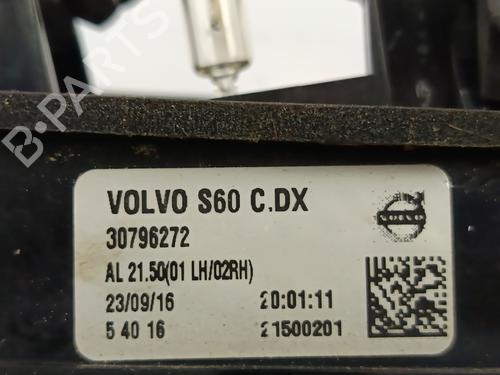 B-PARTS
VOLVO S60 C.DX
30796272
AL 21.50(01 LH/02RH)
23/09/16 20:01:11
5 40 16 21500201